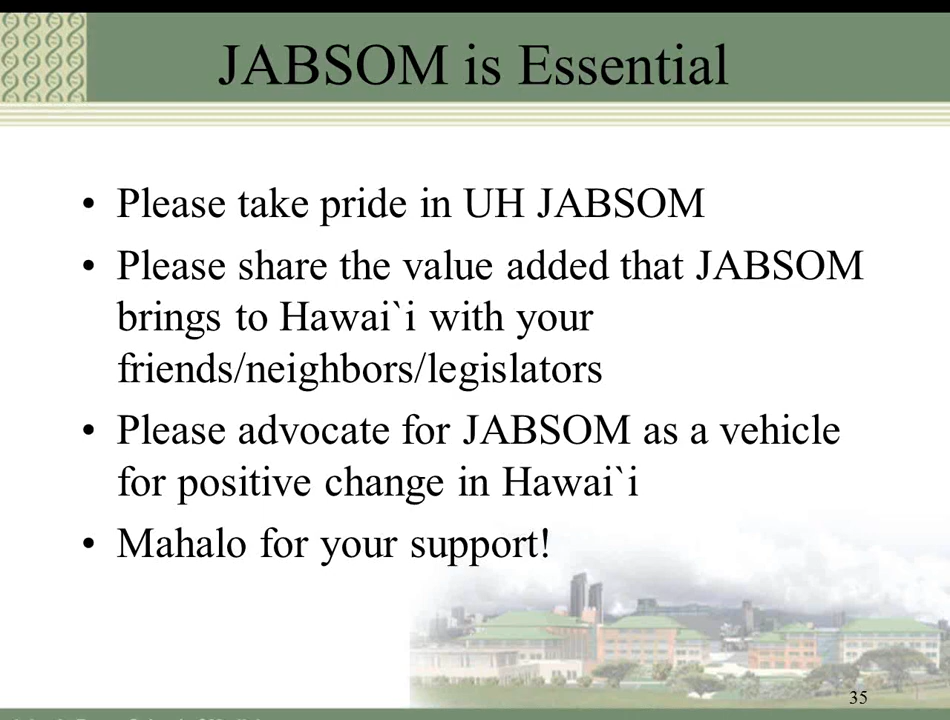 JABSOM is Essential
• Please take pride in UH JABSOM
• Please share the value added that JABSOM
brings to Hawai`i with your
friends/neighbors/legislators
• Please advocate for JABSOM as a vehicle
for positive change in Hawai`i
• Mahalo for your support!
35